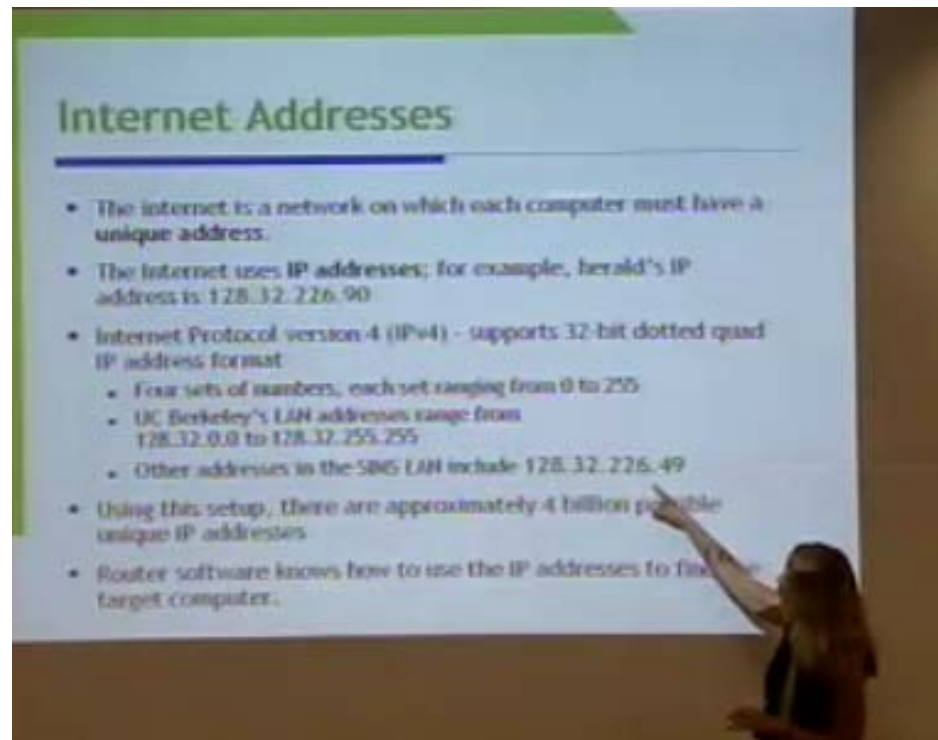 Internet Addresses
• The internet is a network on which each computer must have a
unique address.
• The Internet uses IP addresses; for example, herald's IP
address is 128.32.226.90
• Internet Protocol version 4 (IPv4) - supports 32-bit dotted quad
IP address format
• Four sets of numbers, each set ranging from 0 to 255
• UC Berkeley's LAN addresses range from
128.32.0.0 to 128.32.255.255
• Other addresses in the SIMS LAN include 128.32.226.49
• Using this setup, there are approximately 4 billion possible
unique IP addresses
• Router software knows how to use the IP addresses to find
target computer.